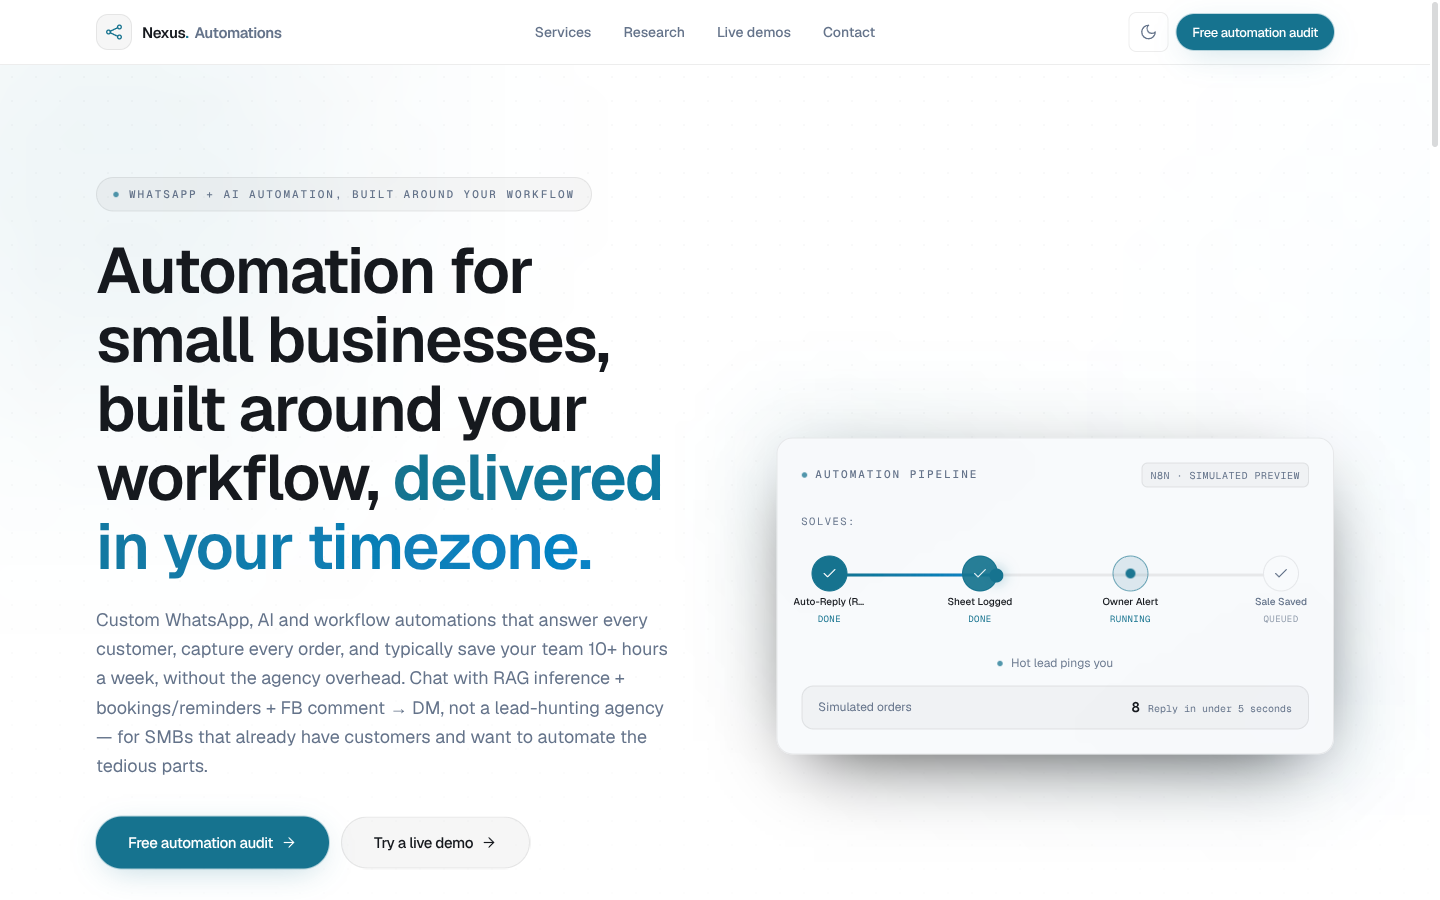 Nexus. Automations
Services
Research
Live demos
Contact
Free automation audit
WHATSAPP + AI AUTOMATION, BUILT AROUND YOUR WORKFLOW
Automation for
small businesses,
built around your
workflow, delivered
in your timezone.
Custom WhatsApp, AI and workflow automations that answer every
customer, capture every order, and typically save your team 10+ hours
a week, without the agency overhead. Chat with RAG inference +
bookings/reminders + FB comment → DM, not a lead-hunting agency
— for SMBs that already have customers and want to automate the
tedious parts.
Free automation audit →
Try a live demo →
AUTOMATION PIPELINE
N8N · SIMULATED PREVIEW
SOLVES:
Auto-Reply (R...
DONE
Sheet Logged
DONE
Owner Alert
RUNNING
Sale Saved
QUEUED
Hot lead pings you
Simulated orders
8 Reply in under 5 seconds